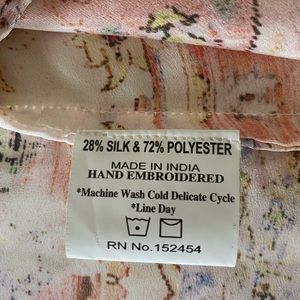 28% SILK & 72% POLYESTER
MADE IN INDIA
HAND EMBROIDERED
*Machine Wash Cold Delicate Cycle
*Line Day
RN No.152454